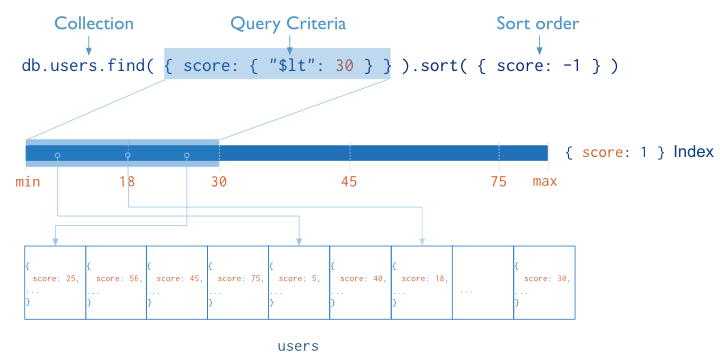 Collection Query Criteria Sort order
db.users.find( { score: { "$lt": 30 } } ).sort( { score: -1 } )
{ score: 1 } Index
min 18 30 45 75 max
{ { { { { { { {
score: 25, score: 56, score: 45, score: 75, score: 5, score: 40, score: 18, score: 30,
... ... ... ... ... ... ... ... ...
} } } } } } } }
users